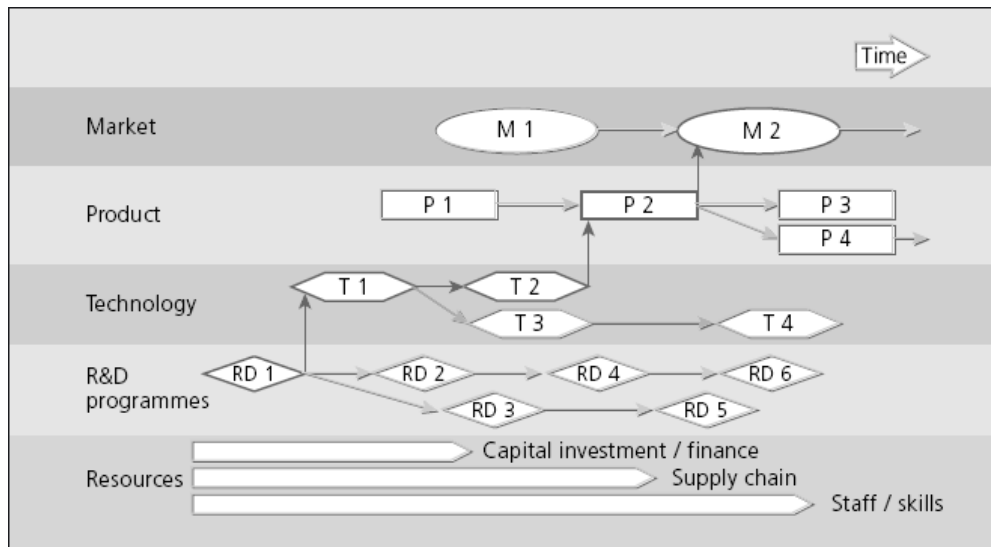 Time
Market
M 1
M 2
Product
P 1
P 2
P 3
P 4
Technology
T 1
T 2
T 3
T 4
R&D
programmes
RD 1
RD 2
RD 4
RD 6
RD 3
RD 5
Resources
Capital investment / finance
Supply chain
Staff / skills